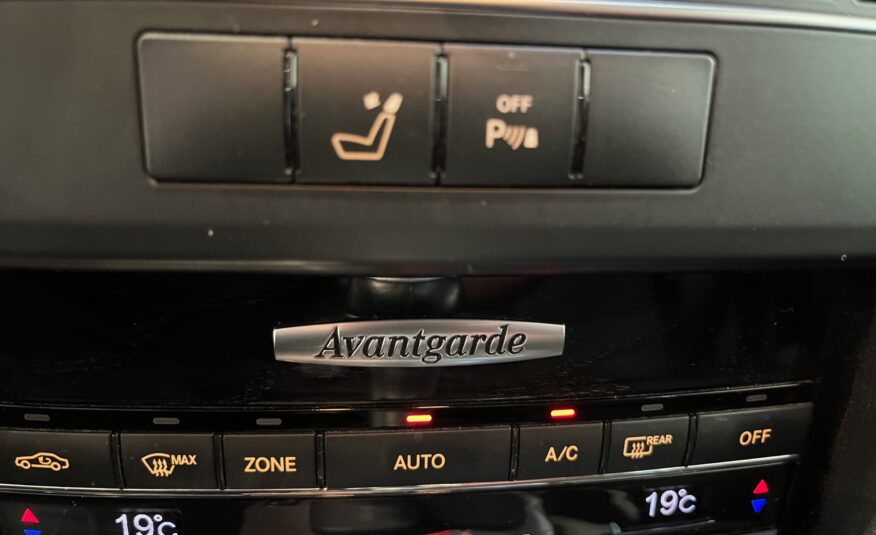 OFF
P
Avantgarde
MAX ZONE AUTO A/C REAR OFF
19°C 19°C